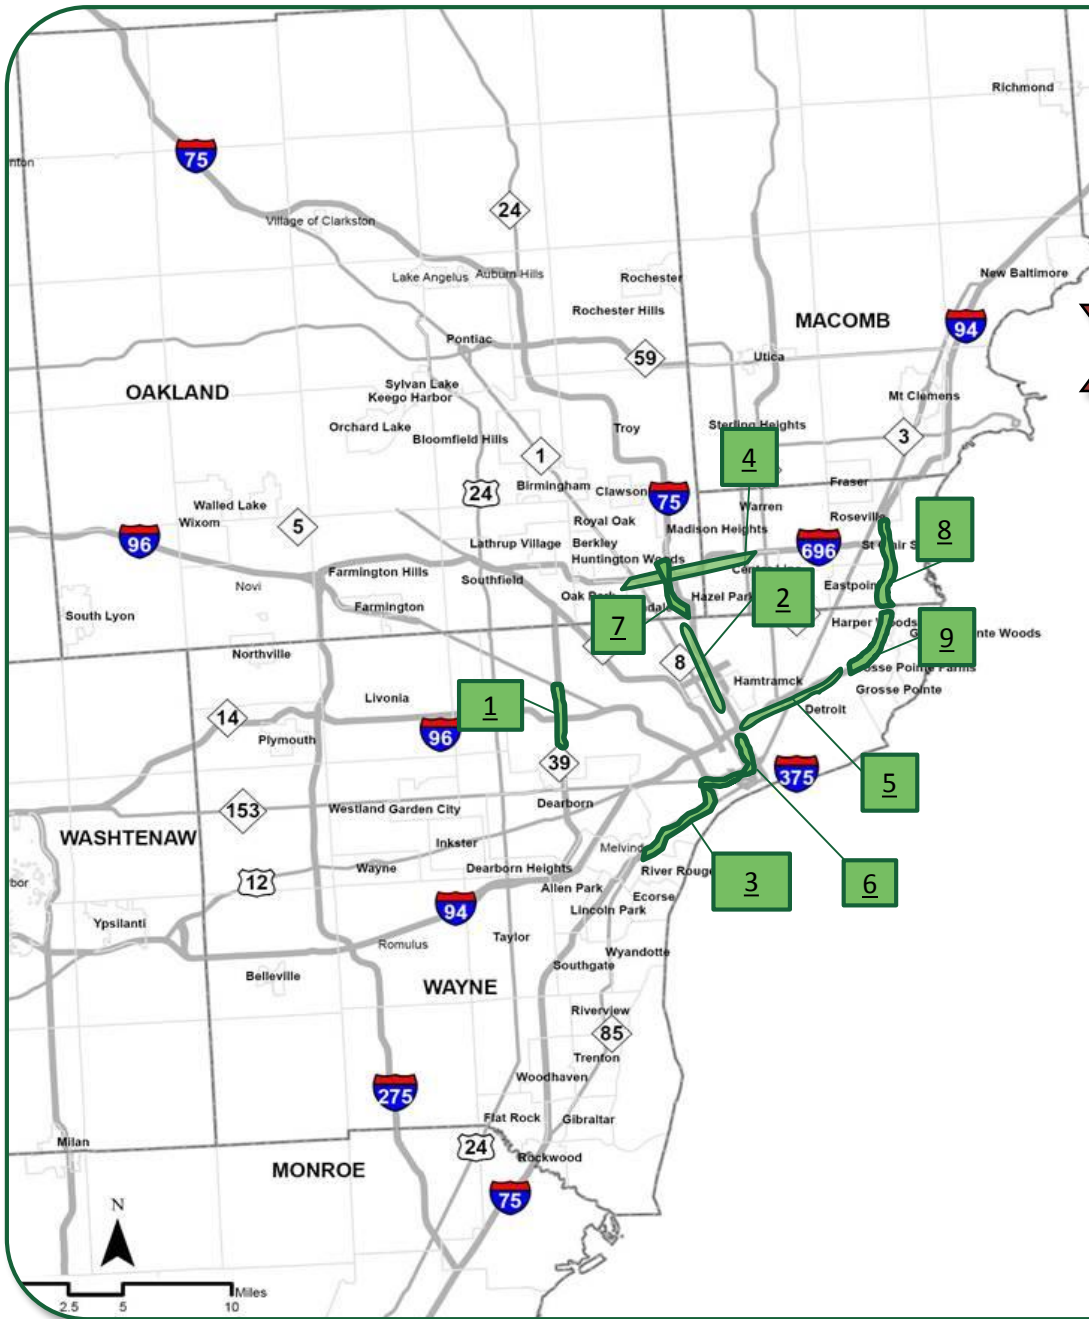 Richmond
75
24
Village of Clarkston
Lake Angelus
Auburn Hills
Rochester
New Baltimore
Rochester Hills
MACOMB
94
Pontiac
59
Utica
OAKLAND
Sylvan Lake
Keego Harbor
Mt Clemens
Orchard Lake
Bloomfield Hills
Troy
Sterling Heights
3
1
4
24
Birmingham
Clawson
75
Fraser
Walled Lake
Wixom
5
Warren
Royal Oak
Madison Heights
Roseville
8
96
Lathrup Village
Berkley
696
Huntington Woods
Novi
Farmington Hills
Southfield
Hazel Park
Eastpointe
2
South Lyon
Farmington
7
Harper Woods
9
Northville
8
Hamtramck
Grosse Pointe
Livonia
1
Detroit
14
Plymouth
96
39
375
5
153
Westland
Garden City
Dearborn
WASHTENAW
Inkster
Wayne
Dearborn Heights
River Rouge
3
6
12
Allen Park
Ecorse
94
Lincoln Park
Ypsilanti
Romulus
Taylor
Wyandotte
Belleville
Southgate
WAYNE
Riverview
85
Trenton
Woodhaven
275
Flat Rock
Gibraltar
Milan
24
Rockwood
MONROE
75
N
Miles
2.5
5
10